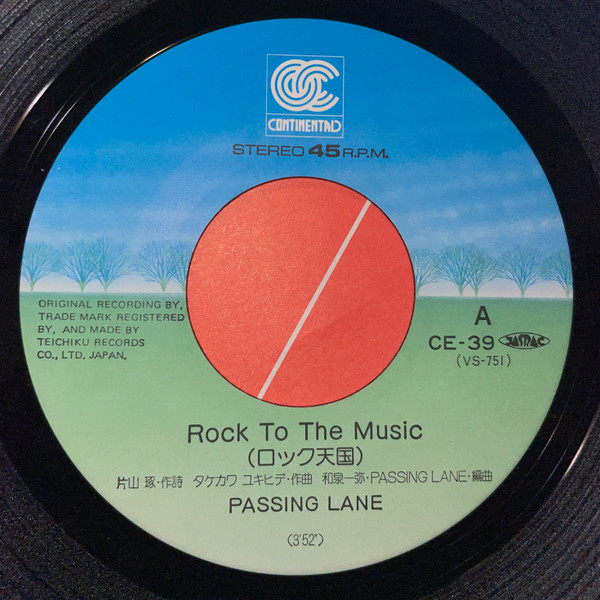 CONTINENTAL
STEREO 45 R.P.M.
ORIGINAL RECORDING BY,
TRADE MARK REGISTERED
BY, AND MADE BY
TEICHIKU RECORDS
CO., LTD. JAPAN.
A
CE-39 JASRAC
(VS-751)
Rock To The Music
(ロック天国)
片山 琢・作詩 タケカワ ユキヒデ・作曲 和泉一弥・PASSING LANE・編曲
PASSING LANE
(3'52")